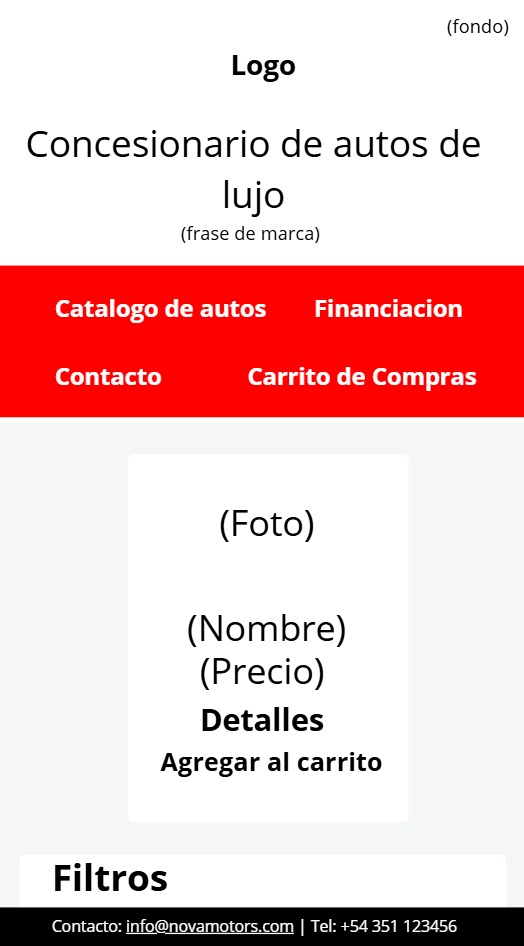 (fondo)
Logo
Concesionario de autos de
lujo
(frase de marca)
Catalogo de autos Financiacion
Contacto Carrito de Compras
(Foto)
(Nombre)
(Precio)
Detalles
Agregar al carrito
Filtros
Contacto: info@novamotors.com | Tel: +54 351 123456